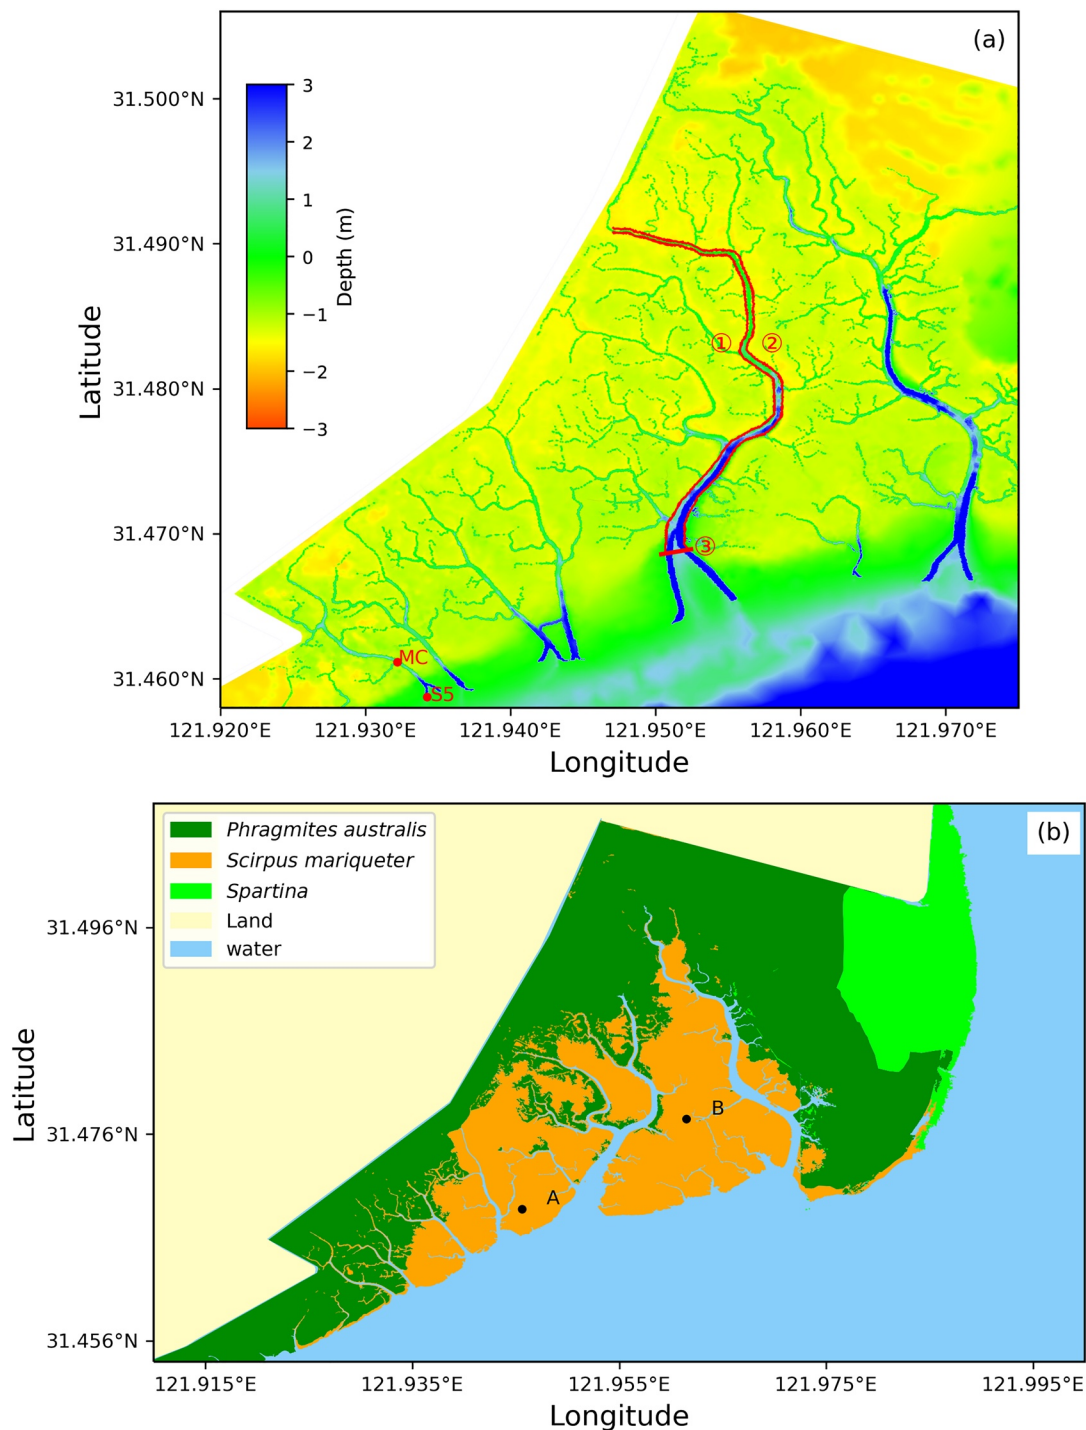 (a)
31.500°N
31.490°N
31.480°N
31.470°N
31.460°N
Latitude
3
2
1
0
−1
−2
−3
Depth (m)
① ②
③
MC
S5
121.920°E 121.930°E 121.940°E 121.950°E 121.960°E 121.970°E
Longitude
(b)
Phragmites australis
Scirpus mariqueter
Spartina
Land
water
31.496°N
31.476°N
31.456°N
Latitude
B
A
121.915°E 121.935°E 121.955°E 121.975°E 121.995°E
Longitude